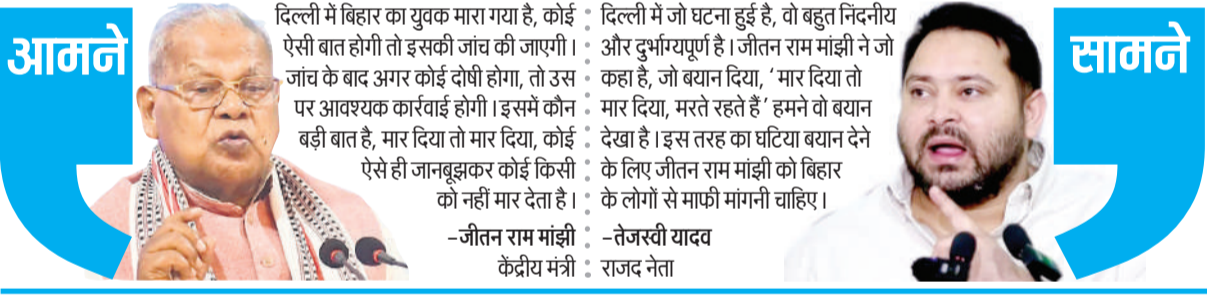 आमने
दिल्ली में बिहार का युवक मारा गया है, कोई
ऐसी बात होगी तो इसकी जांच की जाएगी।
जांच के बाद अगर कोई दोषी होगा, तो उस
पर आवश्यक कार्रवाई होगी। इसमें कौन
बड़ी बात है, मार दिया तो मार दिया, कोई
ऐसे ही जानबूझकर कोई किसी
को नहीं मार देता है।
–जीतन राम मांझी
केंद्रीय मंत्री
दिल्ली में जो घटना हुई है, वो बहुत निंदनीय
और दुर्भाग्यपूर्ण है। जीतन राम मांझी ने जो
कहा है, जो बयान दिया, ‘मार दिया तो
मार दिया, मरते रहते हैं’ हमने वो बयान
देखा है। इस तरह का घटिया बयान देने
के लिए जीतन राम मांझी को बिहार
के लोगों से माफी मांगनी चाहिए।
–तेजस्वी यादव
राजद नेता
सामने